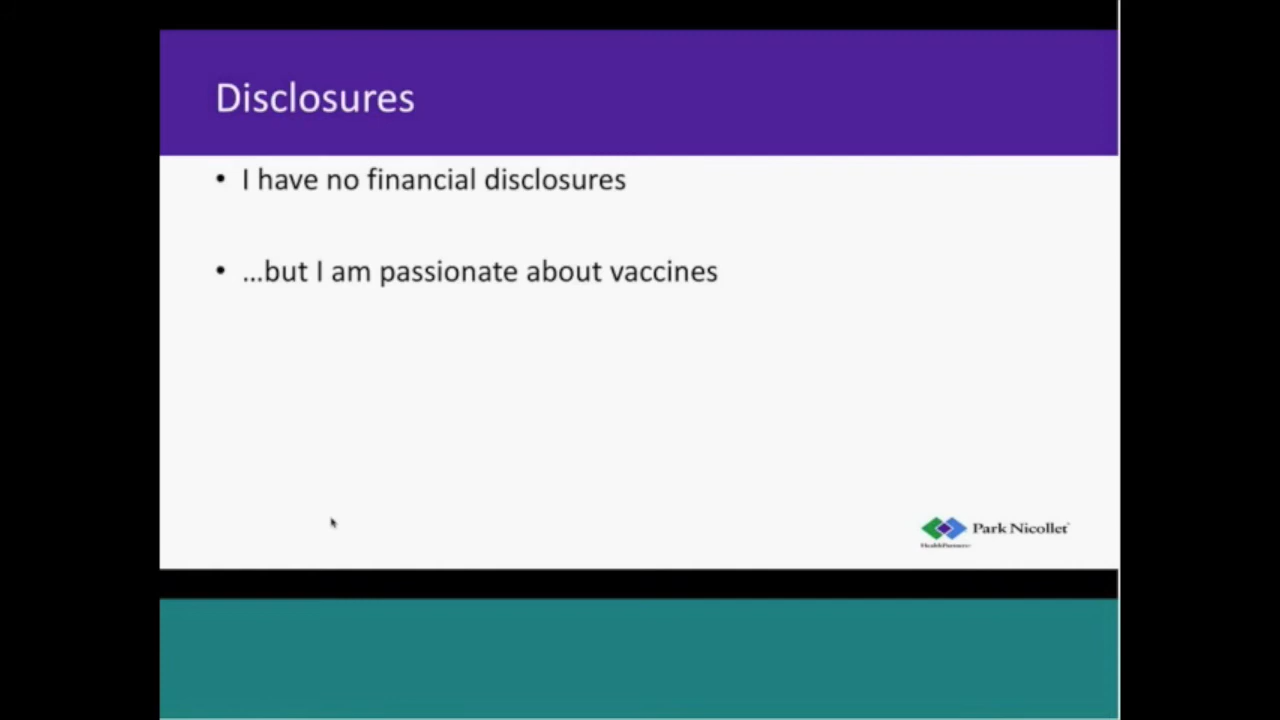 Disclosures
• I have no financial disclosures
• ...but I am passionate about vaccines
Park Nicollet
HealthPartners